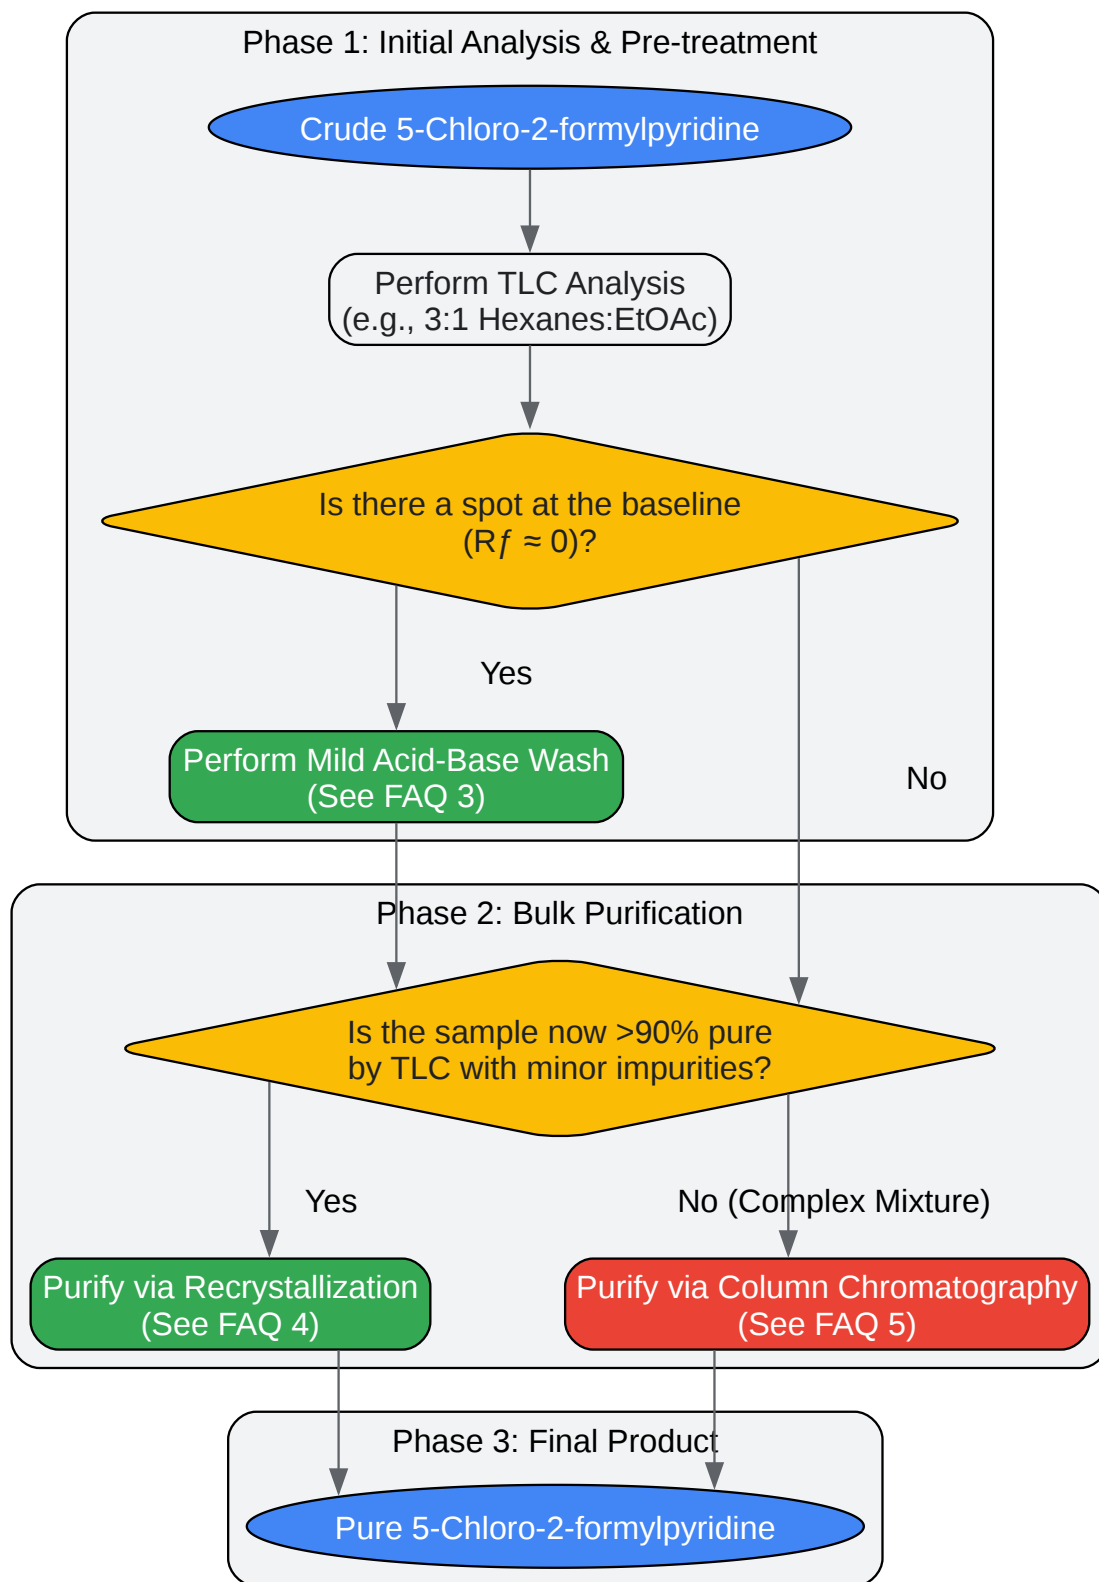 Phase 1: Initial Analysis & Pre-treatment
Crude 5-Chloro-2-formylpyridine
Perform TLC Analysis
(e.g., 3:1 Hexanes:EtOAc)
Is there a spot at the baseline
(Rƒ ≈ 0)?
Yes
Perform Mild Acid-Base Wash
(See FAQ 3)
No
Phase 2: Bulk Purification
Is the sample now >90% pure
by TLC with minor impurities?
Yes
No (Complex Mixture)
Purify via Recrystallization
(See FAQ 4)
Purify via Column Chromatography
(See FAQ 5)
Phase 3: Final Product
Pure 5-Chloro-2-formylpyridine